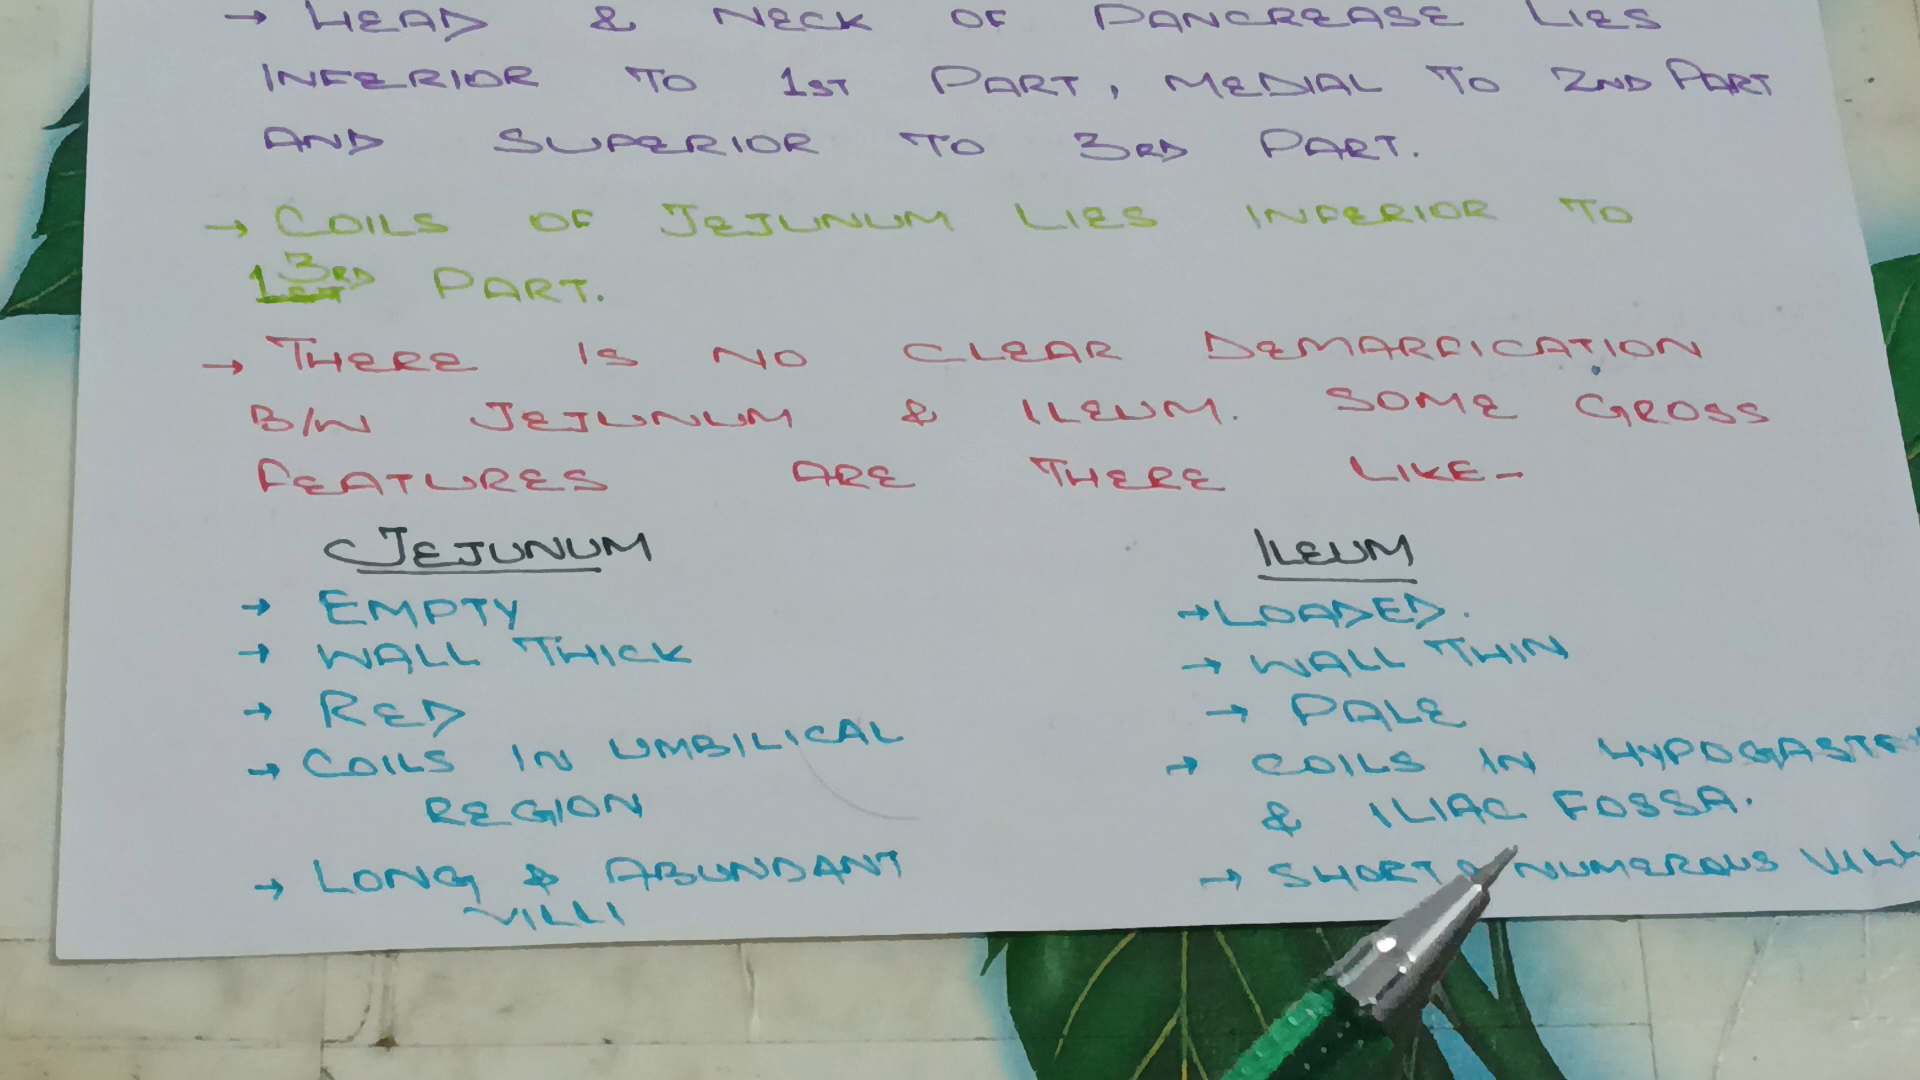 → HEAD & NECK OF PANCREASE LIES
INFERIOR TO 1ST PART, MEDIAL TO 2ND PART
AND SUPERIOR TO 3RD PART.
→ COILS OF JEJUNUM LIES INFERIOR TO
3RD PART.
→ THERE IS NO CLEAR DEMARFICATION
B/W JEJUNUM & ILEUM. SOME GROSS
FEATURES ARE THERE LIKE-
JEJUNUM
→ EMPTY
→ WALL THICK
→ RED
→ COILS IN UMBILICAL
REGION
→ LONG & ABUNDANT
VILLI
ILEUM
→ LOADED.
→ WALL THIN
→ PALE
→ COILS IN
& ILIAC FOSSA.
→ SHORT & NUMEROUS